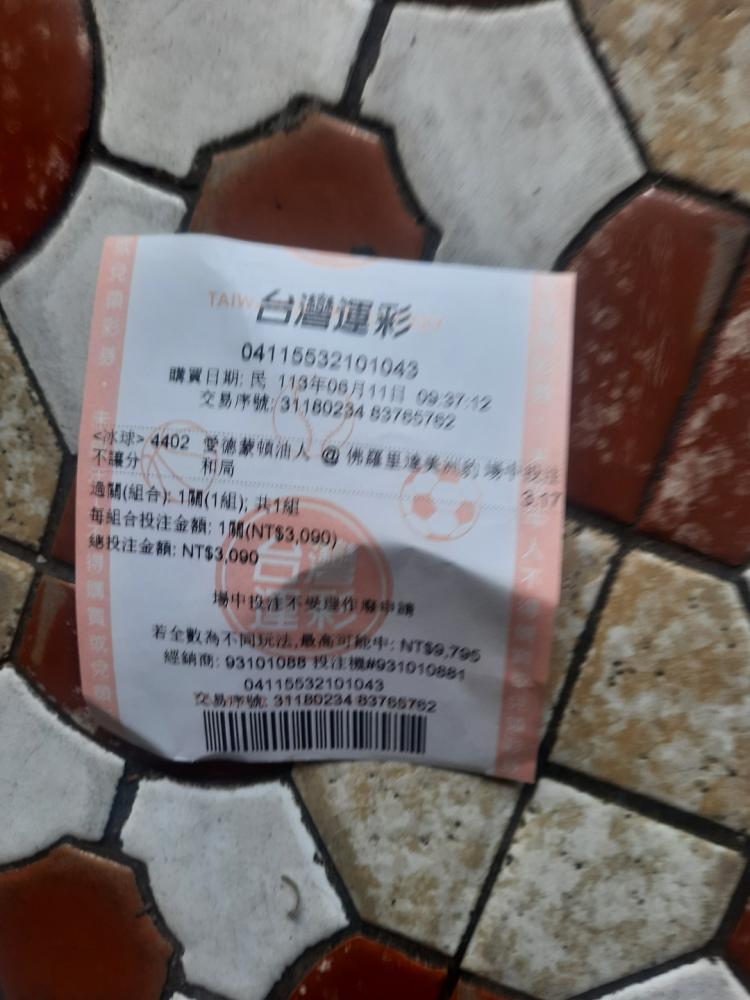 台灣運彩
04115532101043
購買日期: 民 113年06月11日 09:37:12
交易序號: 31180234 83765762
<冰球> 4402 愛德蒙頓油人 @ 佛羅里達美洲豹 場中投注
不讓分 和局 3.17
過關(組合): 1關(1組); 共1組
每組合投注金額: 1關(NT$3,090)
總投注金額: NT$3,090
台灣
運彩
場中投注不受理作廢申請
若全數為不同玩法,最高可能中: NT$9,795
經銷商: 93101088 投注機#931010881
04115532101043
交易序號: 31180234 83765762